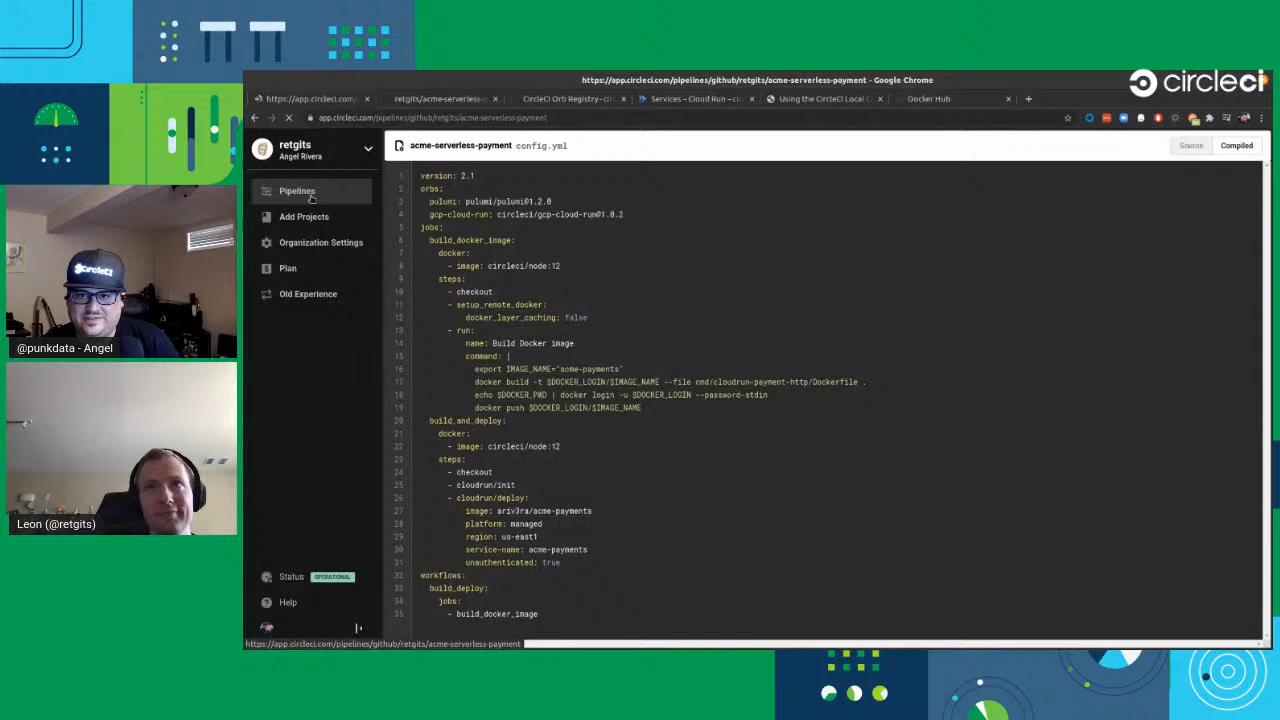 https://app.circleci.com/pipelines/github/retgits/acme-serverless-payment - Google Chrome
circleci
https://app.circleci.com/
retgits/acme-serverless-p
CircleCI Orb Registry - circ
Services – Cloud Run – ci
Using the CircleCI Local C
Docker Hub
app.circleci.com/pipelines/github/retgits/acme-serverless-payment
retgits
Angel Rivera
Pipelines
Add Projects
Organization Settings
Plan
Old Experience
Status OPERATIONAL
Help
acme-serverless-payment config.yml
Source Compiled
1 version: 2.1
2 orbs:
3 pulumi: pulumi/pulumi@1.2.0
4 gcp-cloud-run: circleci/gcp-cloud-run@1.0.2
5 jobs:
6 build_docker_image:
7 docker:
8 - image: circleci/node:12
9 steps:
10 - checkout
11 - setup_remote_docker:
12 docker_layer_caching: false
13 - run:
14 name: Build Docker image
15 command: |
16 export IMAGE_NAME="acme-payments"
17 docker build -t $DOCKER_LOGIN/$IMAGE_NAME --file cmd/cloudrun-payment-http/Dockerfile .
18 echo $DOCKER_PWD | docker login -u $DOCKER_LOGIN --password-stdin
19 docker push $DOCKER_LOGIN/$IMAGE_NAME
20 build_and_deploy:
21 docker:
22 - image: circleci/node:12
23 steps:
24 - checkout
25 - cloudrun/init
26 - cloudrun/deploy:
27 image: ariv3ra/acme-payments
28 platform: managed
29 region: us-east1
30 service-name: acme-payments
31 unauthenticated: true
32 workflows:
33 build_deploy:
34 jobs:
35 - build_docker_image
https://app.circleci.com/pipelines/github/retgits/acme-serverless-payment
circleci
@punkdata - Angel
Leon (@retgits)